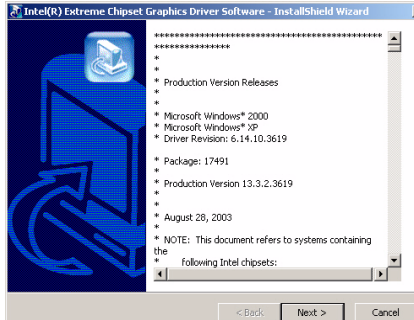 Intel(R) Extreme Chipset Graphics Driver Software - InstallShield Wizard
*********************************************
***************
*
*
* Production Version Releases
*
*
* Microsoft Windows* 2000
* Microsoft Windows* XP
* Driver Revision: 6.14.10.3619
*
* Package: 17491
*
* Production Version 13.3.2.3619
*
*
* August 28, 2003
*
* NOTE: This document refers to systems containing
the
* following Intel chipsets:
< Back
Next >
Cancel